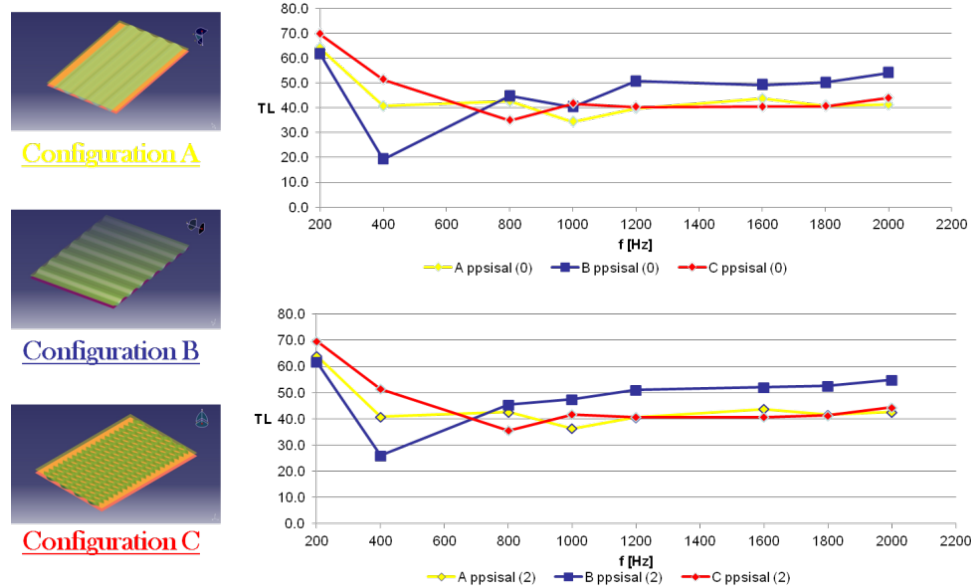 Configuration A
Configuration B
Configuration C
80.0
70.0
60.0
50.0
TL 40.0
30.0
20.0
10.0
0.0
200 400 600 800 1000 1200 1400 1600 1800 2000 2200
f [Hz]
A ppsisal (0) B ppsisal (0) C ppsisal (0)
80.0
70.0
60.0
50.0
TL 40.0
30.0
20.0
10.0
0.0
200 400 600 800 1000 1200 1400 1600 1800 2000 2200
f [Hz]
A ppsisal (2) B ppsisal (2) C ppsisal (2)